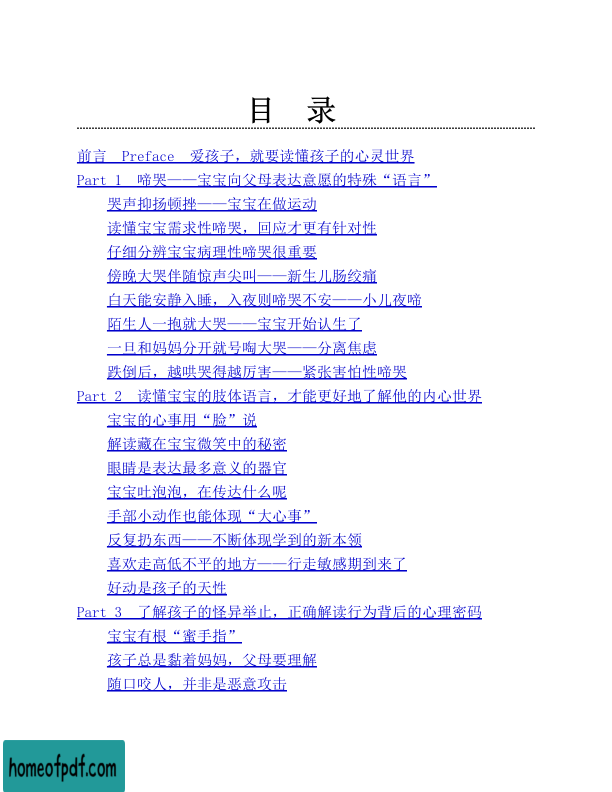 目 录
前言 Preface 爱孩子，就要读懂孩子的心灵世界
Part 1 啼哭——宝宝向父母表达意愿的特殊“语言”
哭声抑扬顿挫——宝宝在做运动
读懂宝宝需求性啼哭，回应才更有针对性
仔细分辨宝宝病理性啼哭很重要
傍晚大哭伴随惊声尖叫——新生儿肠绞痛
白天能安静入睡，入夜则啼哭不安——小儿夜啼
陌生人一抱就大哭——宝宝开始认生了
一旦和妈妈分开就号啕大哭——分离焦虑
跌倒后，越哄哭得越厉害——紧张害怕性啼哭
Part 2 读懂宝宝的肢体语言，才能更好地了解他的内心世界
宝宝的心事用“脸”说
解读藏在宝宝微笑中的秘密
眼睛是表达最多意义的器官
宝宝吐泡泡，在传达什么呢
手部小动作也能体现“大心事”
反复扔东西——不断体现学到的新本领
喜欢走高低不平的地方——行走敏感期到来了
好动是孩子的天性
Part 3 了解孩子的怪异举止，正确解读行为背后的心理密码
宝宝有根“蜜手指”
孩子总是黏着妈妈，父母要理解
随口咬人，并非是恶意攻击
homeofpdf.com